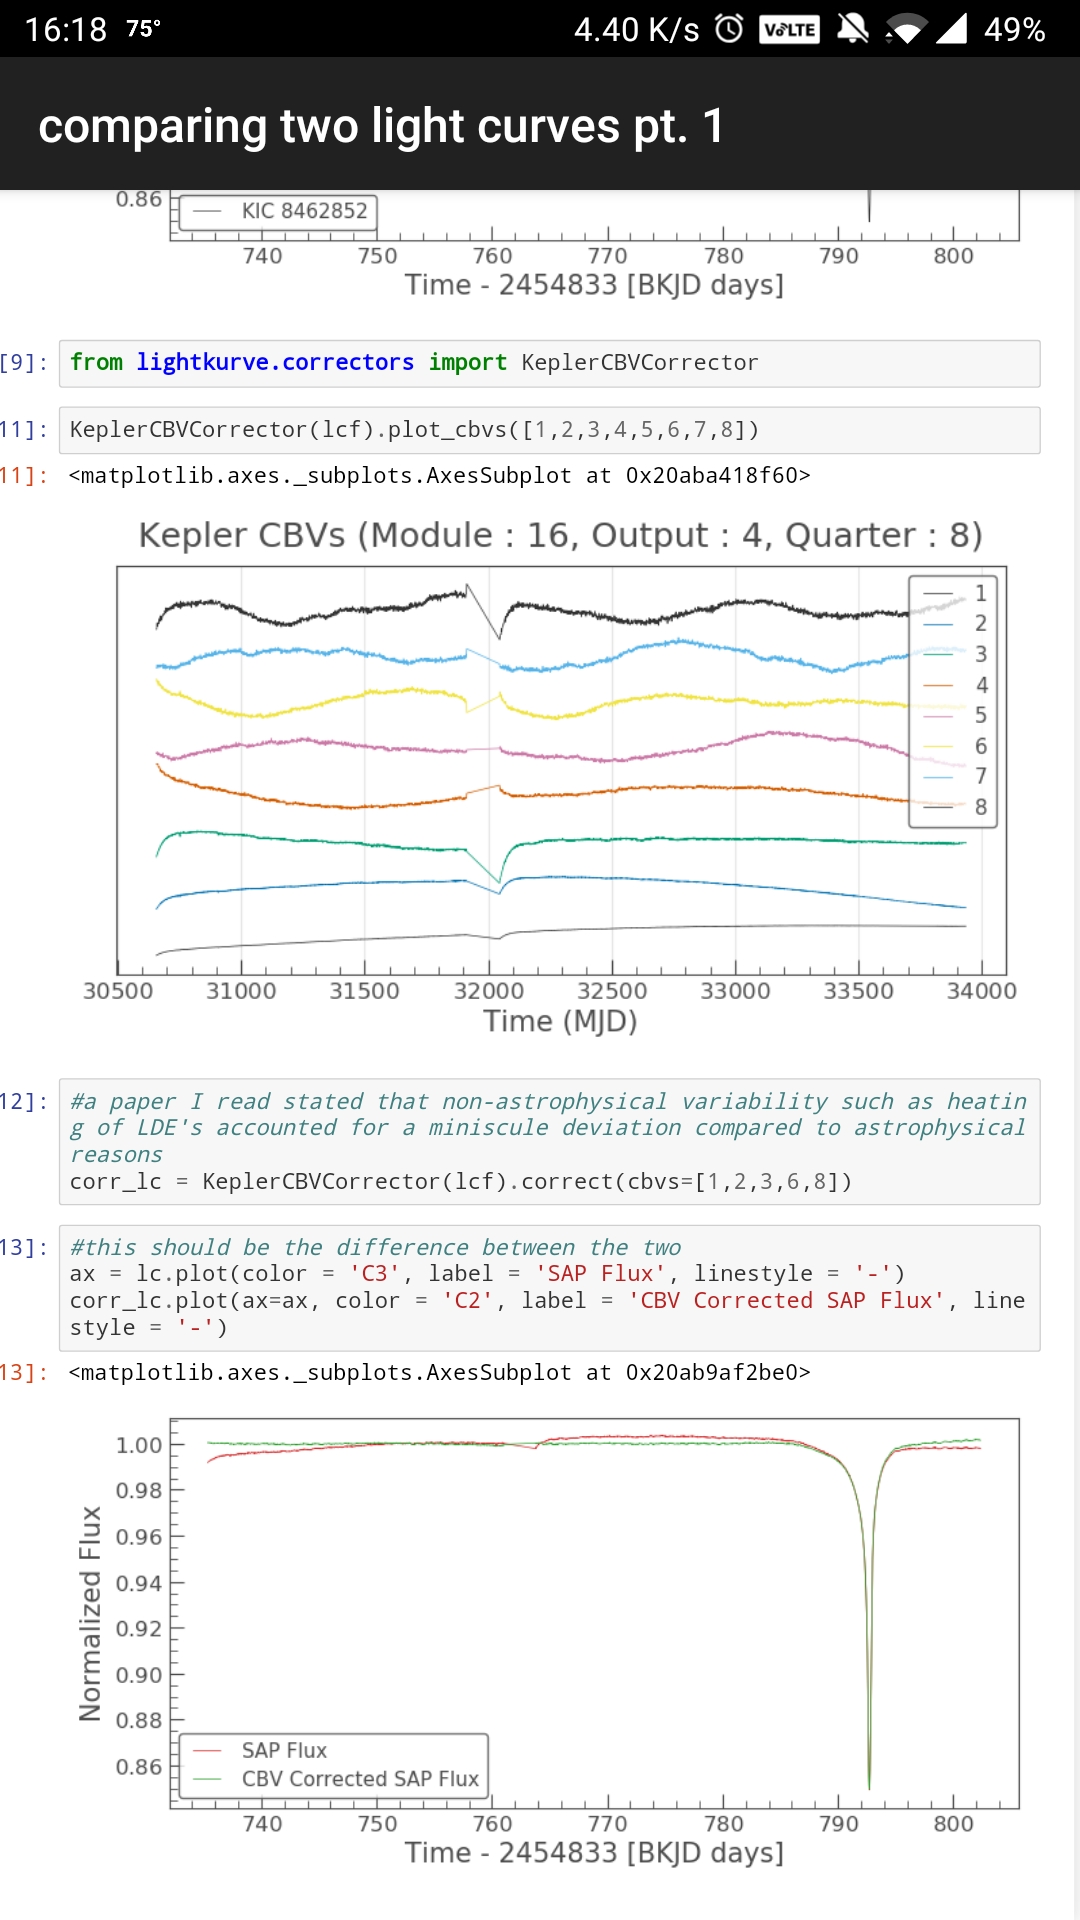 16:18 75° 4.40 K/s VoLTE 49%
comparing two light curves pt. 1
0.86
KIC 8462852
740 750 760 770 780 790 800
Time - 2454833 [BKJD days]
[9]: from lightkurve.correctors import KeplerCBVCorrector
11]: KeplerCBVCorrector(lcf).plot_cbvs([1,2,3,4,5,6,7,8])
11]: <matplotlib.axes._subplots.AxesSubplot at 0x20aba418f60>
Kepler CBVs (Module : 16, Output : 4, Quarter : 8)
1
2
3
4
5
6
7
8
30500 31000 31500 32000 32500 33000 33500 34000
Time (MJD)
12]: #a paper I read stated that non-astrophysical variability such as heatin
g of LDE's accounted for a miniscule deviation compared to astrophysical
reasons
corr_lc = KeplerCBVCorrector(lcf).correct(cbvs=[1,2,3,6,8])
13]: #this should be the difference between the two
ax = lc.plot(color = 'C3', label = 'SAP Flux', linestyle = '-')
corr_lc.plot(ax=ax, color = 'C2', label = 'CBV Corrected SAP Flux', line
style = '-')
13]: <matplotlib.axes._subplots.AxesSubplot at 0x20ab9af2be0>
Normalized Flux
1.00
0.98
0.96
0.94
0.92
0.90
0.88
0.86
SAP Flux
CBV Corrected SAP Flux
740 750 760 770 780 790 800
Time - 2454833 [BKJD days]